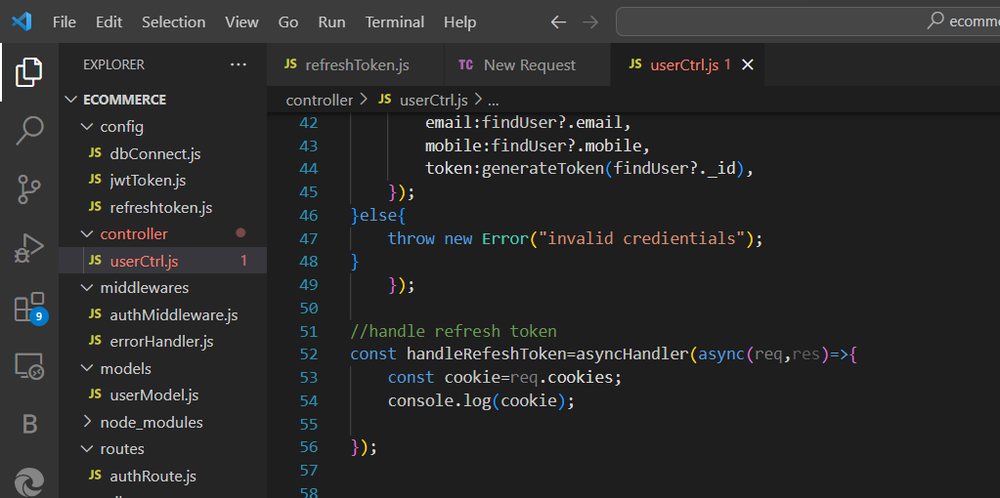 File Edit Selection View Go Run Terminal Help
ecomme
EXPLORER
JS refreshToken.js
TC New Request
JS userCtrl.js 1
ECOMMERCE
controller > JS userCtrl.js > ...
config
JS dbConnect.js
JS jwtToken.js
JS refreshtoken.js
controller
JS userCtrl.js 1
middlewares
JS authMiddleware.js
JS errorHandler.js
models
JS userModel.js
node_modules
routes
JS authRoute.js
9
B
42 email:findUser?.email,
43 mobile:findUser?.mobile,
44 token:generateToken(findUser?._id),
45 });
46 }else{
47 throw new Error("invalid credientials");
48 }
49 });
50
51 //handle refresh token
52 const handleRefeshToken=asyncHandler(async(req,res)=>{
53 const cookie=req.cookies;
54 console.log(cookie);
55
56 });
57
58